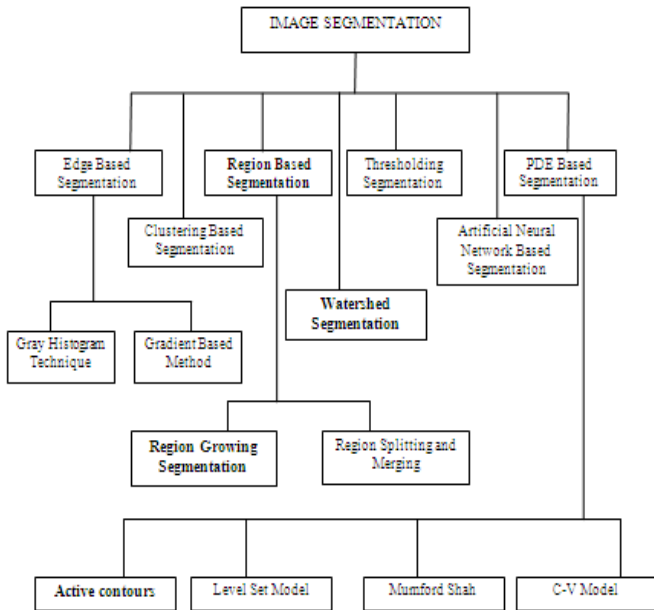 IMAGE SEGMENTATION
Edge Based
Segmentation
Region Based
Segmentation
Thresholding
Segmentation
PDE Based
Segmentation
Clustering Based
Segmentation
Artificial Neural
Network Based
Segmentation
Watershed
Segmentation
Gray Histogram
Technique
Gradient Based
Method
Region Growing
Segmentation
Region Splitting and
Merging
Active contours
Level Set Model
Mumford Shah
C-V Model